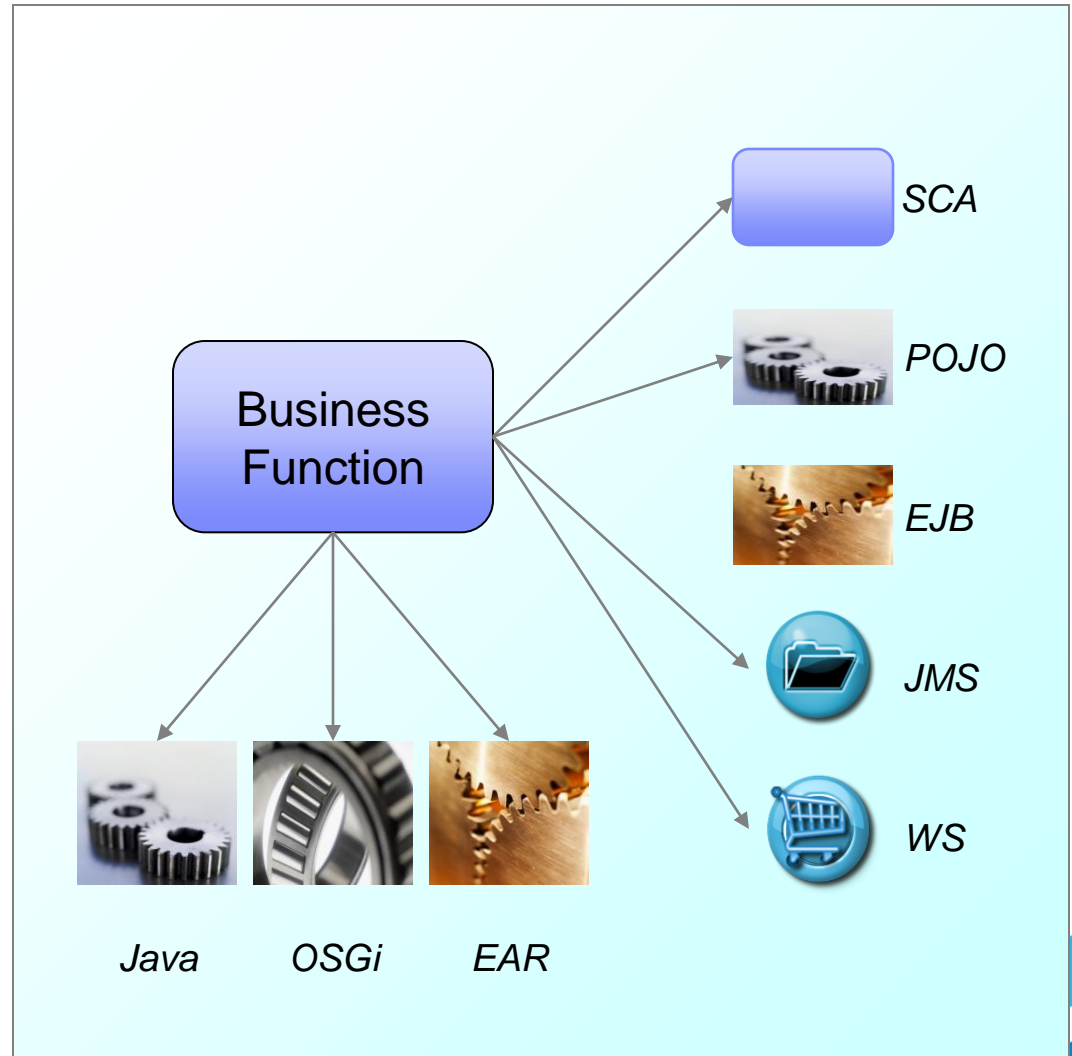 SCA
POJO
Business
Function
EJB
JMS
WS
Java OSGi EAR